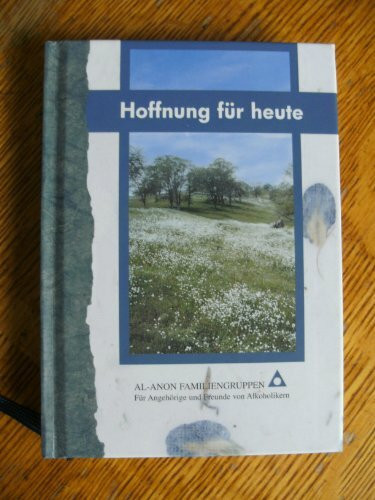 Hoffnung für heute
AL-ANON FAMILIENGRUPPEN
Für Angehörige und Freunde von Alkoholikern